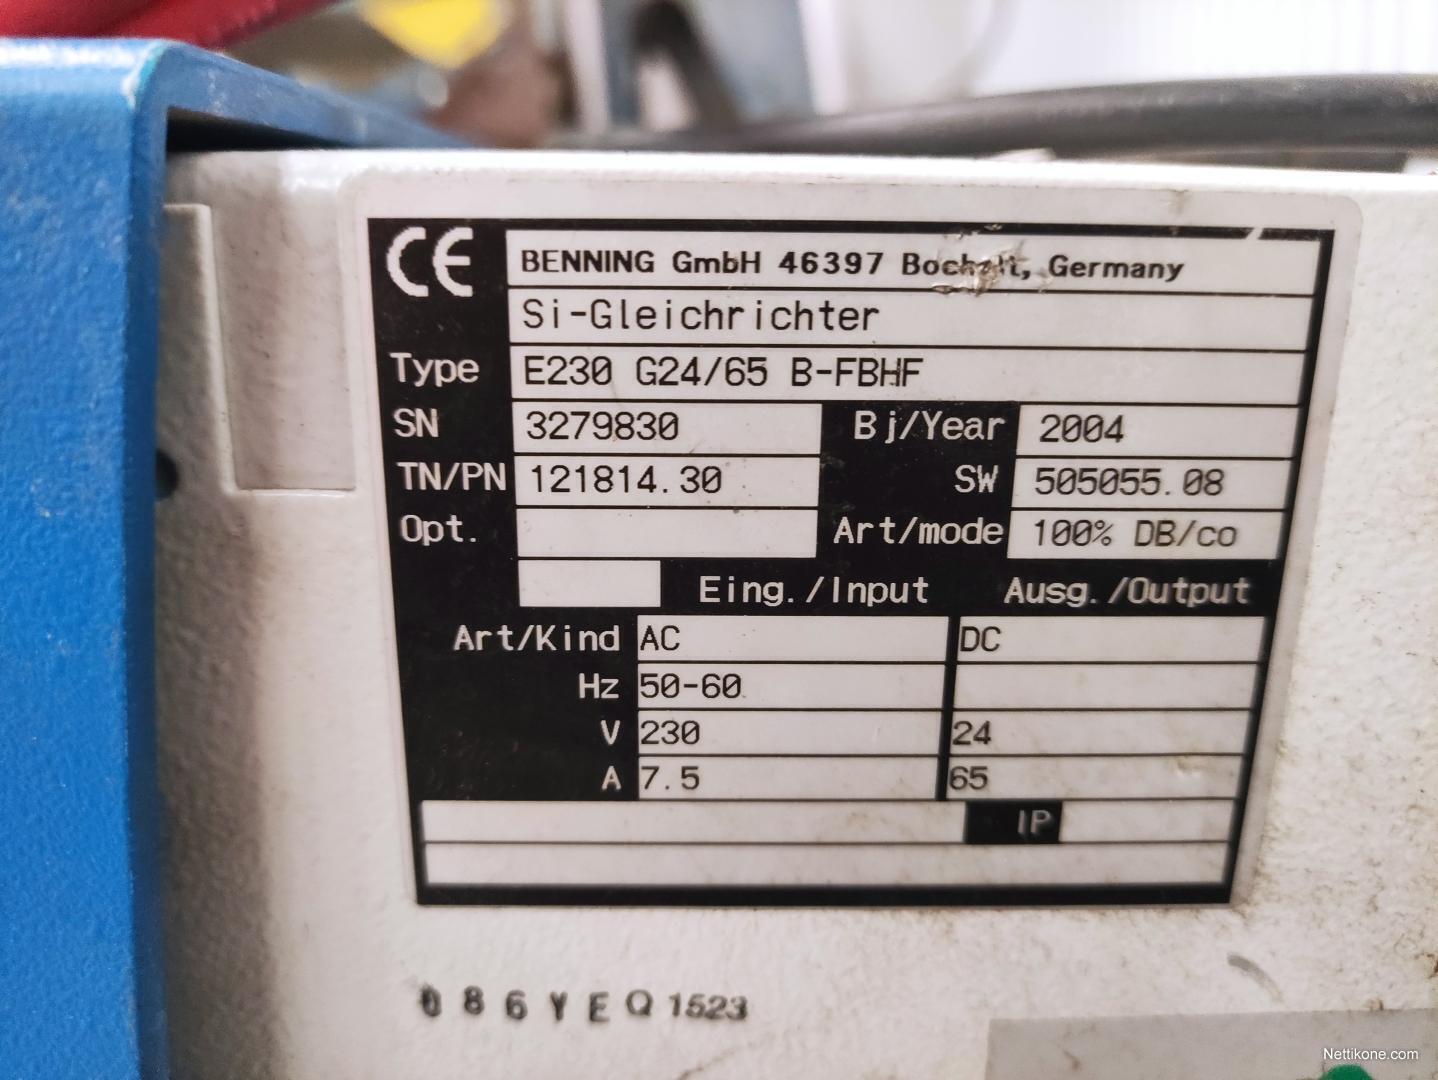 CE BENNING GmbH 46397 Bocholt, Germany
Si-Gleichrichter
Type E230 G24/65 B-FBHF
SN 3279830 Bj/Year 2004
TN/PN 121814.30 SW 505055.08
Opt. Art/mode 100% DB/co
Eing./Input Ausg./Output
Art/Kind AC DC
Hz 50-60
V 230 24
A 7.5 65
IP
086YEQ1523
Nettikone.com